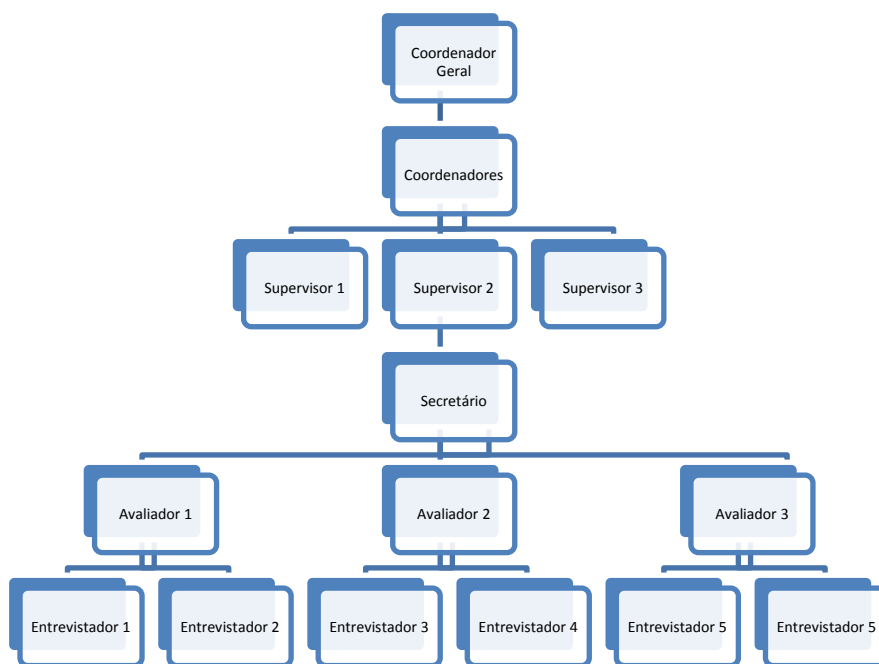 Coordenador
Geral
Coordenadores
Supervisor 1
Supervisor 2
Supervisor 3
Secretário
Avaliador 1
Avaliador 2
Avaliador 3
Entrevistador 1
Entrevistador 2
Entrevistador 3
Entrevistador 4
Entrevistador 5
Entrevistador 5